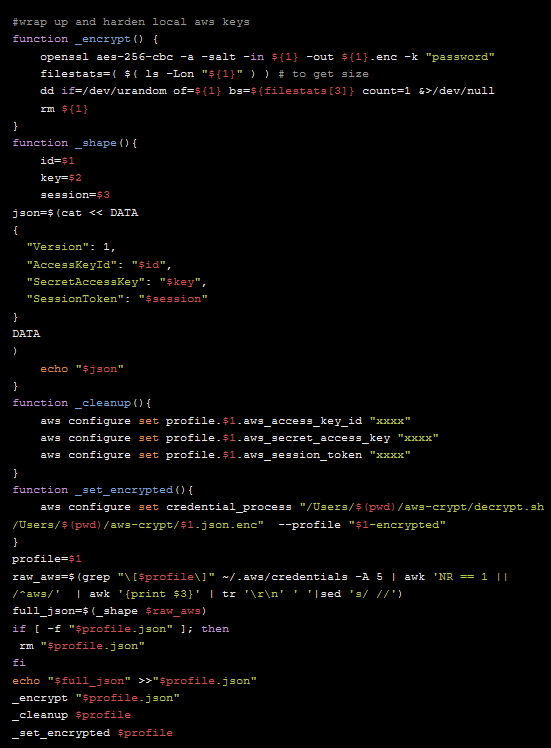 #wrap up and harden local aws keys
function _encrypt() {
    openssl aes-256-cbc -a -salt -in ${1} -out ${1}.enc -k "password"
    filestats=( $( ls -Lon "${1}" ) ) # to get size
    dd if=/dev/urandom of=${1} bs=${filestats[3]} count=1 &>/dev/null
    rm ${1}
}
function _shape(){
    id=$1
    key=$2
    session=$3
json=$(cat << DATA
{
  "Version": 1,
  "AccessKeyId": "$id",
  "SecretAccessKey": "$key",
  "SessionToken": "$session"
}
DATA
)
    echo "$json"
}
function _cleanup(){
    aws configure set profile.$1.aws_access_key_id "xxxx"
    aws configure set profile.$1.aws_secret_access_key "xxxx"
    aws configure set profile.$1.aws_session_token "xxxx"
}
function _set_encrypted(){
    aws configure set credential_process "/Users/$(pwd)/aws-crypt/decrypt.sh
/Users/$(pwd)/aws-crypt/$1.json.enc"  --profile "$1-encrypted"
}
profile=$1
raw_aws=$(grep "\[$profile\]" ~/.aws/credentials -A 5 | awk 'NR == 1 ||
/^aws/'  | awk '{print $3}' | tr '\r\n' ' '|sed 's/ //')
full_json=$(_shape $raw_aws)
if [ -f "$profile.json" ]; then
 rm "$profile.json"
fi
echo "$full_json" >>"$profile.json"
_encrypt "$profile.json"
_cleanup $profile
_set_encrypted $profile